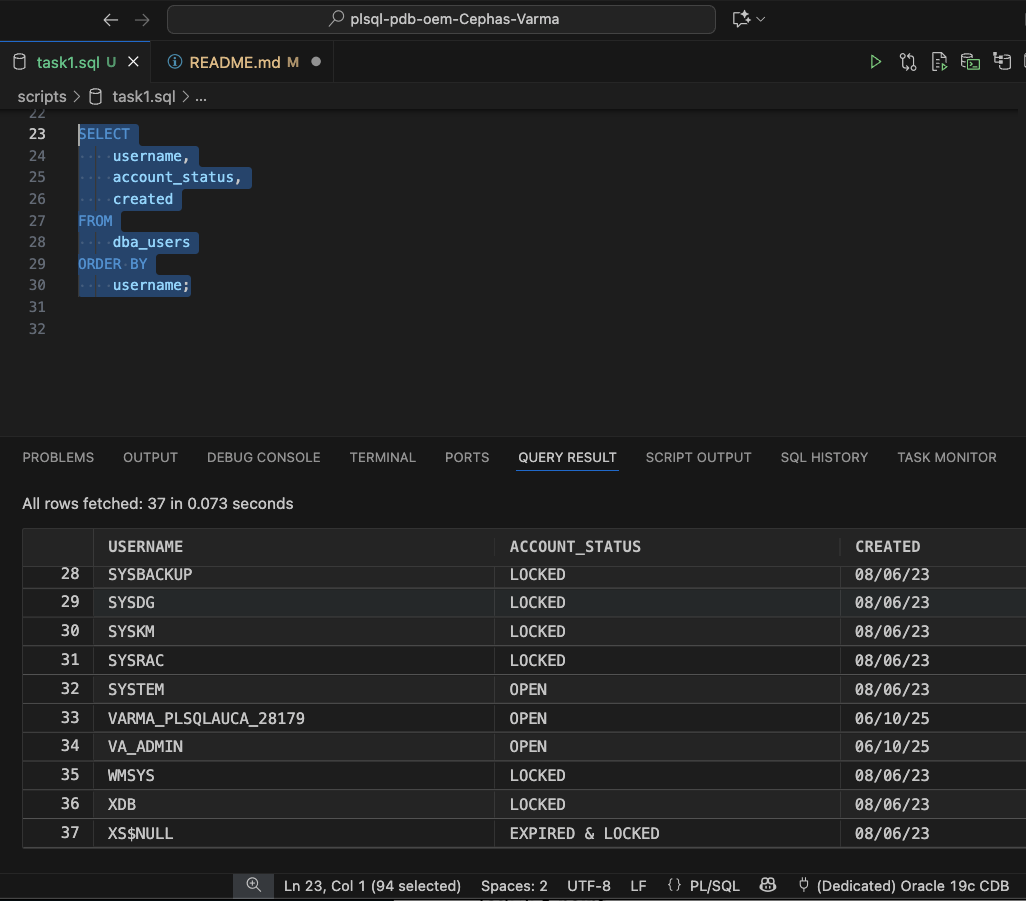 plsql-pdb-oem-Cephas-Varma
task1.sql U
README.md M
scripts > task1.sql > ...
22
23 SELECT
24 ····username,
25 ····account_status,
26 ····created
27 FROM
28 ····dba_users
29 ORDER·BY
30 ····username;
31
32
PROBLEMS OUTPUT DEBUG CONSOLE TERMINAL PORTS QUERY RESULT SCRIPT OUTPUT SQL HISTORY TASK MONITOR
All rows fetched: 37 in 0.073 seconds
USERNAME ACCOUNT_STATUS CREATED
28 SYSBACKUP LOCKED 08/06/23
29 SYSDG LOCKED 08/06/23
30 SYSKM LOCKED 08/06/23
31 SYSRAC LOCKED 08/06/23
32 SYSTEM OPEN 08/06/23
33 VARMA_PLSQLAUCA_28179 OPEN 06/10/25
34 VA_ADMIN OPEN 06/10/25
35 WMSYS LOCKED 08/06/23
36 XDB LOCKED 08/06/23
37 XS$NULL EXPIRED & LOCKED 08/06/23
Ln 23, Col 1 (94 selected) Spaces: 2 UTF-8 LF {} PL/SQL (Dedicated) Oracle 19c CDB